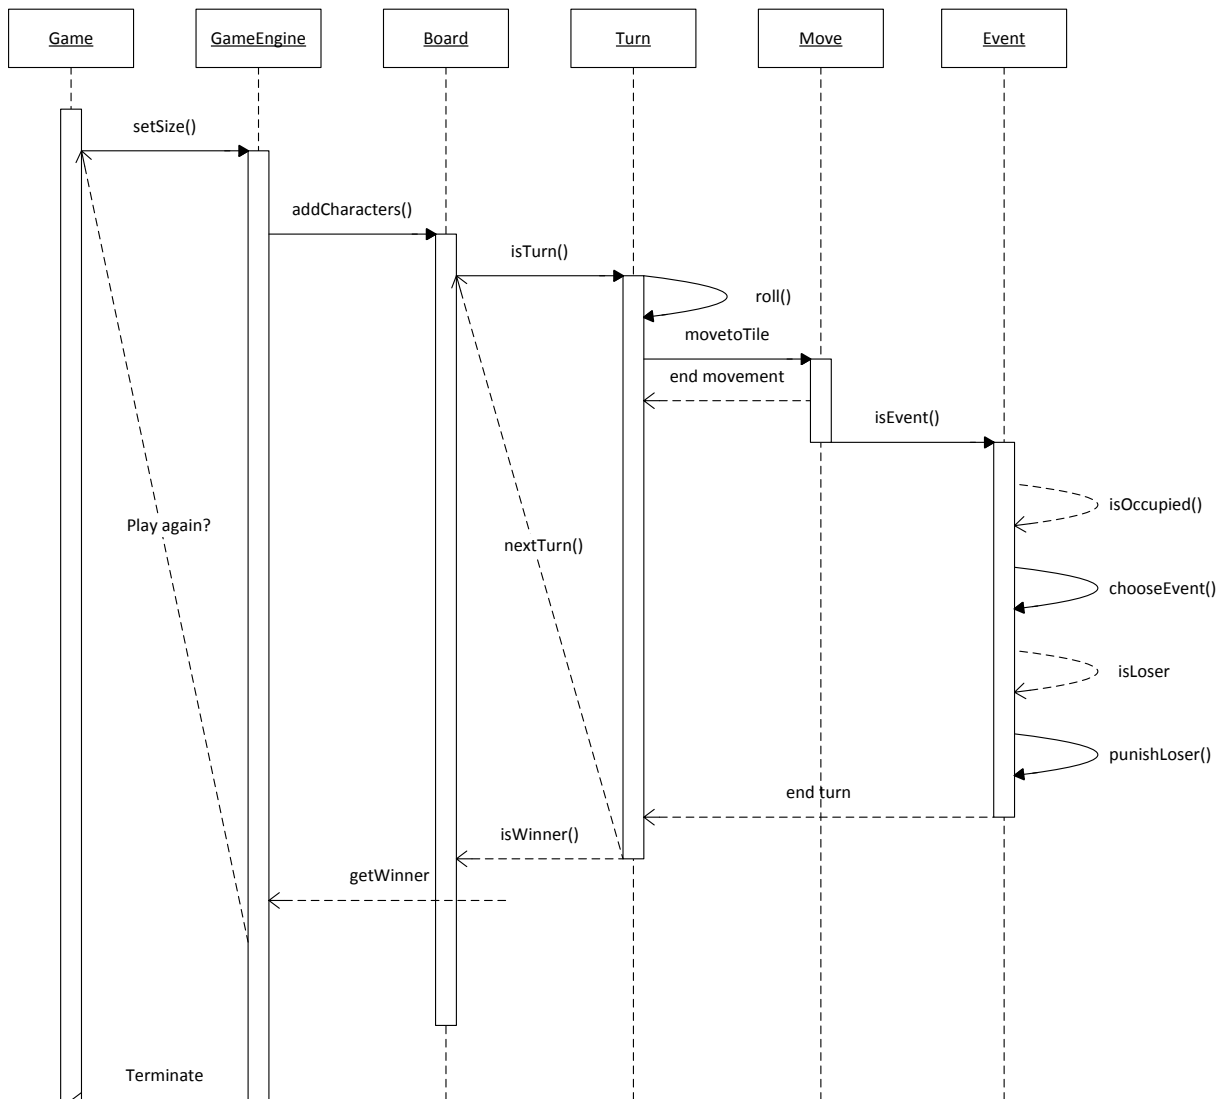 Game
GameEngine
Board
Turn
Move
Event
setSize()
addCharacters()
isTurn()
roll()
movetoTile
end movement
isEvent()
isOccupied()
Play again?
nextTurn()
chooseEvent()
isLoser
punishLoser()
end turn
isWinner()
getWinner
Terminate